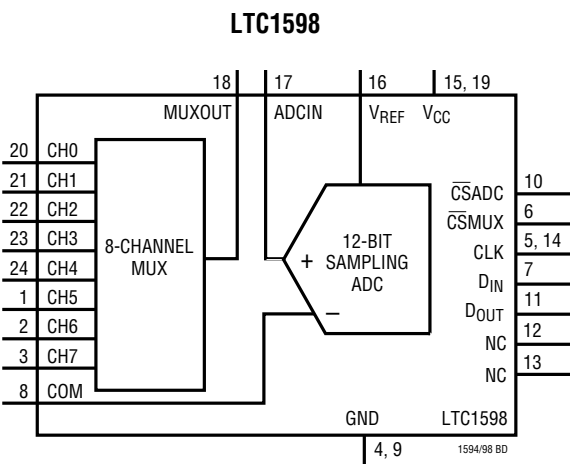 LTC1598
18 17 16 15, 19
MUXOUT ADCIN VREF VCC
20 CH0
21 CH1
22 CH2
23 CH3
24 CH4
1 CH5
2 CH6
3 CH7
8 COM
8-CHANNEL
MUX
+
12-BIT
SAMPLING
ADC
–
CSADC 10
CSMUX 6
CLK 5, 14
DIN 7
DOUT 11
NC 12
NC 13
GND LTC1598
4, 9 1594/98 BD